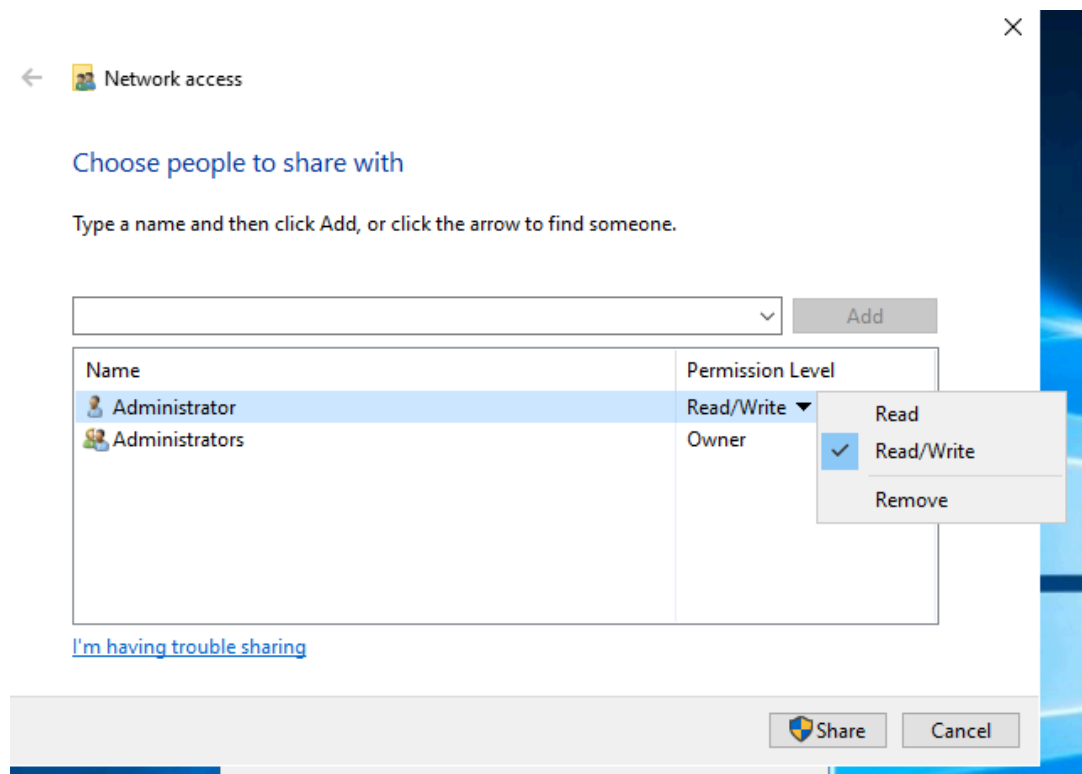 Network access
Choose people to share with
Type a name and then click Add, or click the arrow to find someone.
Add
Name Permission Level
Administrator Read/Write
Administrators Owner
Read
Read/Write
Remove
I'm having trouble sharing
Share Cancel